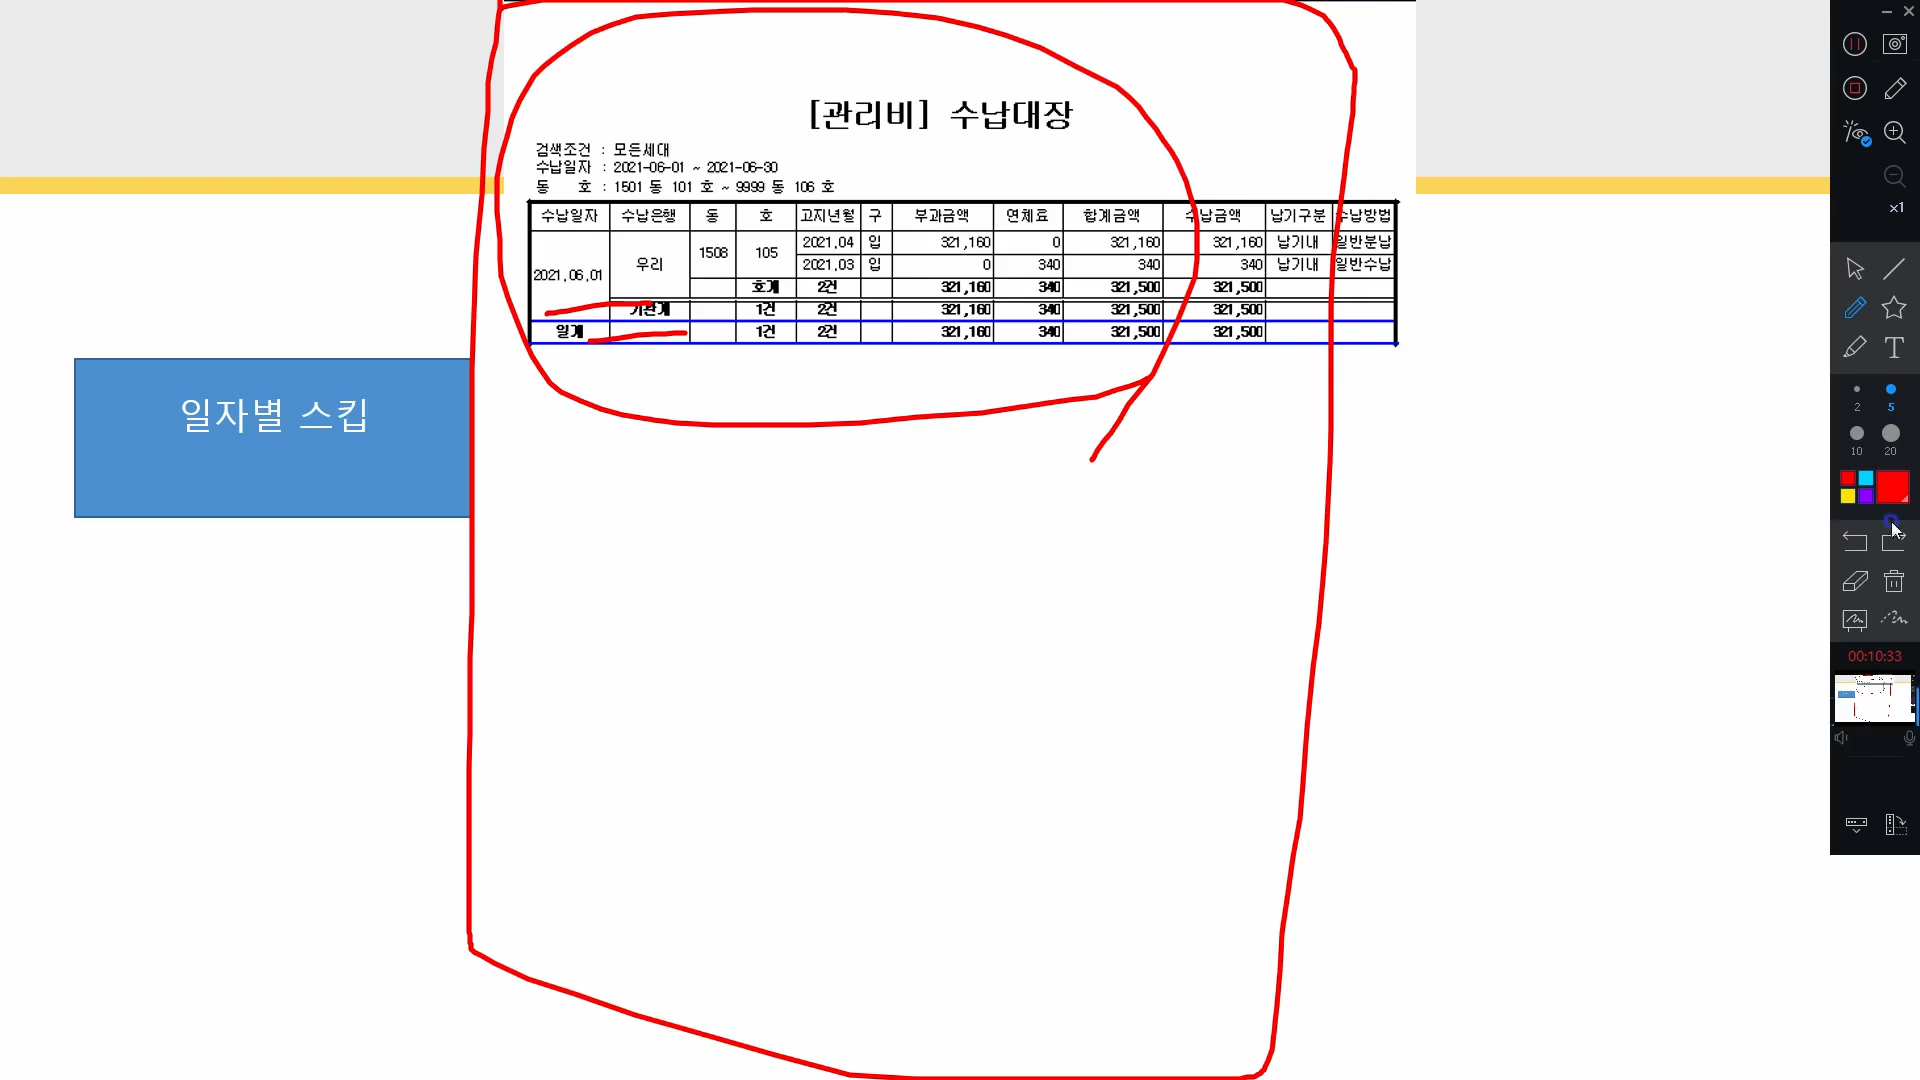 [관리비] 수납대장
검색조건 : 모든세대
수납일자 : 2021-06-01 ~ 2021-06-30
동 호 : 1501 동 101 호 ~ 9999 동 106 호
수납일자 수납은행 동 호 고지년월 구 부과금액 연체료 합계금액 수납금액 납기구분 수납방법
2021.06.01 우리 1508 105 2021.04 입 321,160 0 321,160 321,160 납기내 일반분납
2021.03 입 0 340 340 340 납기내 일반수납
호계 2건 321,160 340 321,500 321,500
기관계 1건 2건 321,160 340 321,500 321,500
일계 1건 2건 321,160 340 321,500 321,500
일자별 스킵
x1
T
2 5
10 20
00:10:33